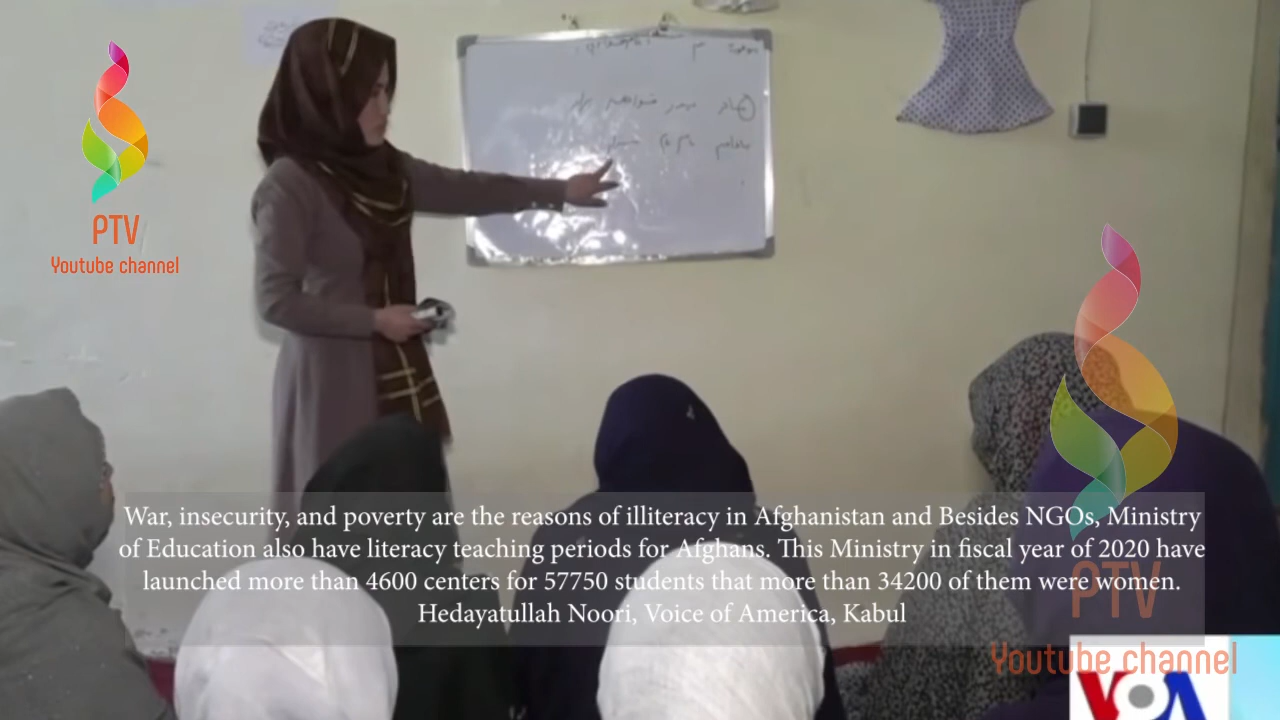 PTV
Youtube channel
War, insecurity, and poverty are the reasons of illiteracy in Afghanistan and Besides NGOs, Ministry
of Education also have literacy teaching periods for Afghans. This Ministry in fiscal year of 2020 have
launched more than 4600 centers for 57750 students that more than 34200 of them were women.
Hedayatullah Noori, Voice of America, Kabul
PTV
Youtube channel
VOA